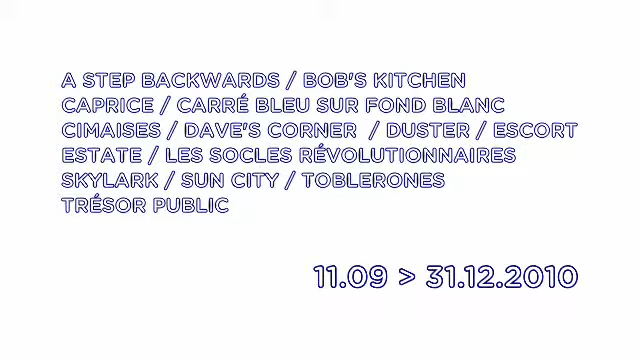 A STEP BACKWARDS / BOB'S KITCHEN
CAPRICE / CARRÉ BLEU SUR FOND BLANC
CIMAISES / DAVE'S CORNER / DUSTER / ESCORT
ESTATE / LES SOCLES RÉVOLUTIONNAIRES
SKYLARK / SUN CITY / TOBLERONES
TRÉSOR PUBLIC
11.09 > 31.12.2010